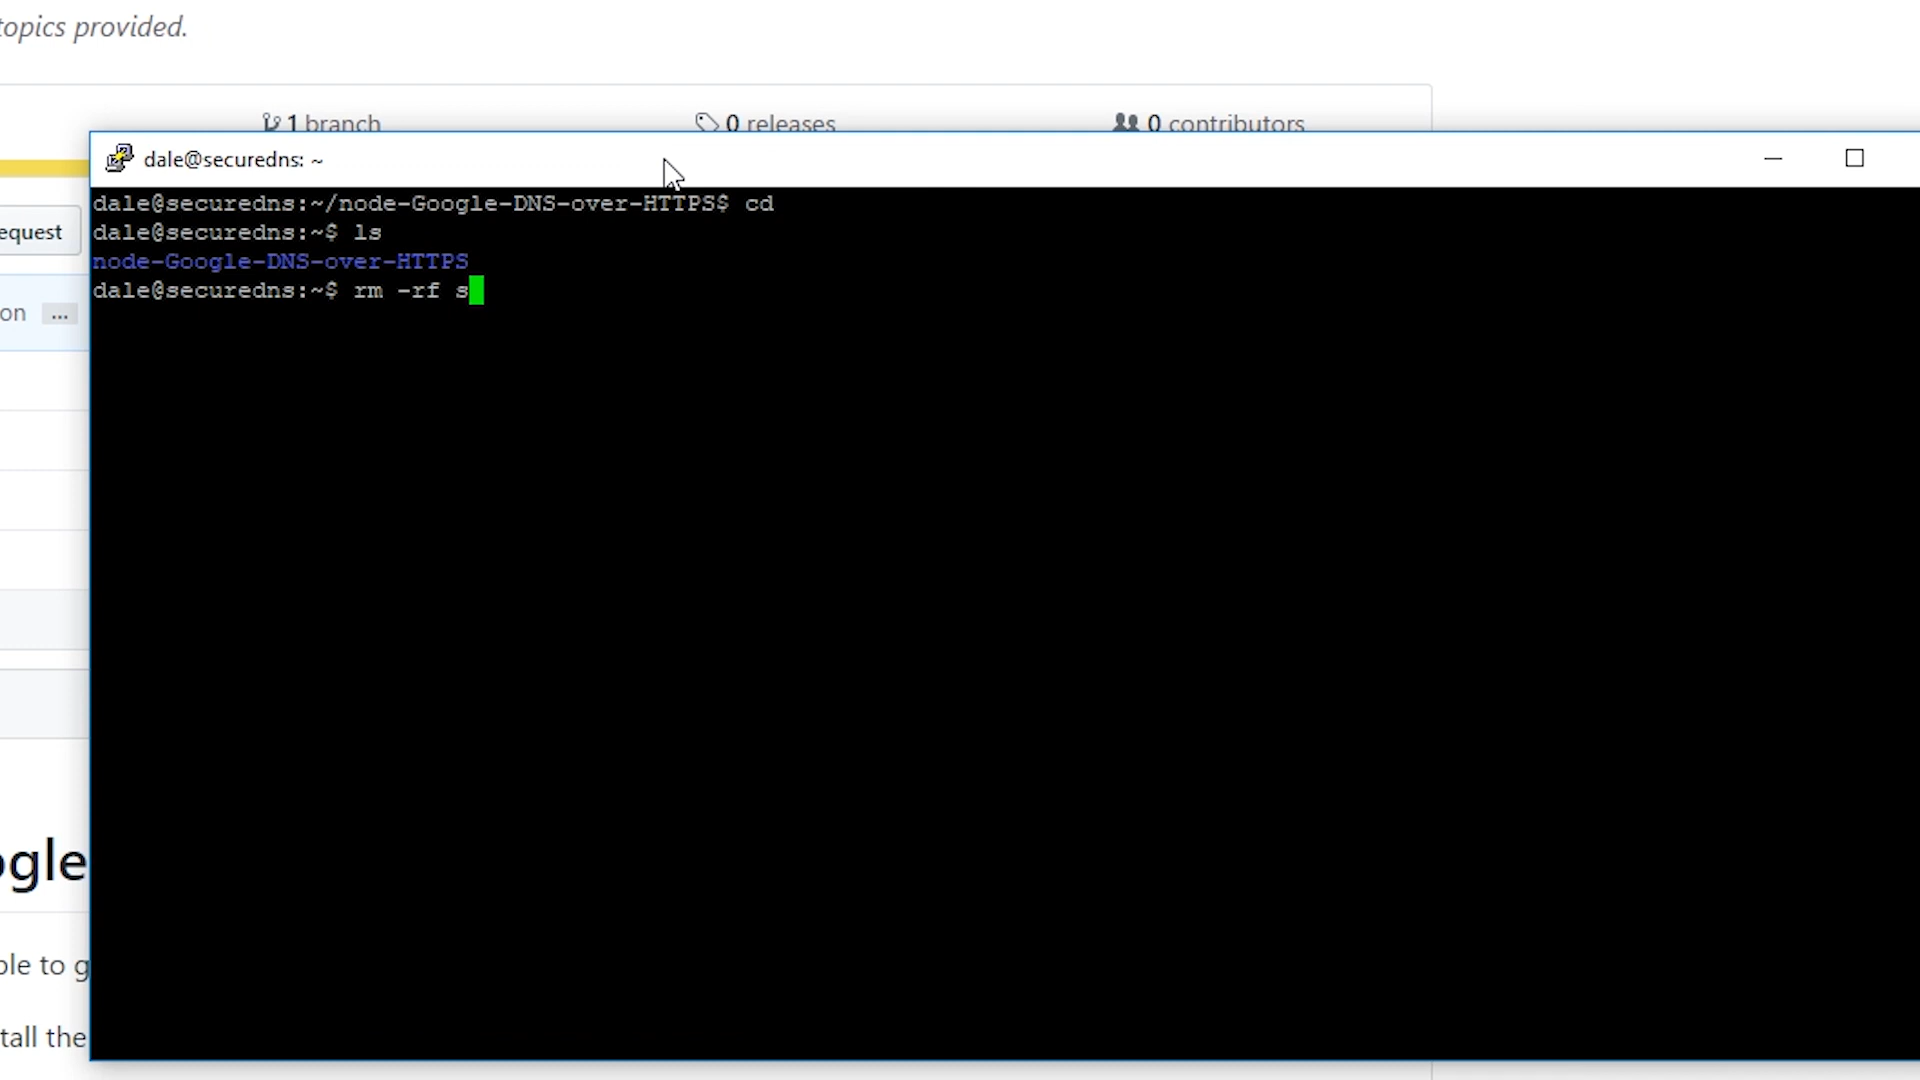 topics provided.
1 branch
0 releases
0 contributors
dale@securedns: ~
dale@securedns:~/node-Google-DNS-over-HTTPS$ cd
dale@securedns:~$ ls
node-Google-DNS-over-HTTPS
dale@securedns:~$ rm -rf s
equest
on ...
ogle
ble to g
tall the